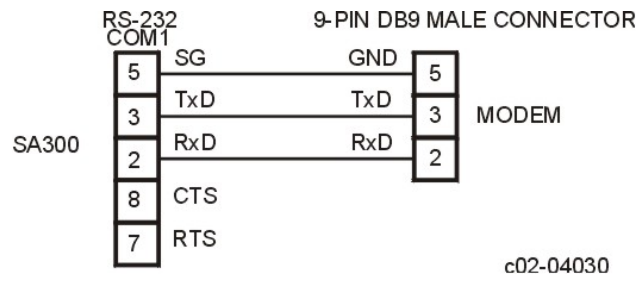 RS-232 9-PIN DB9 MALE CONNECTOR
COM1
5 SG GND 5
3 TxD TxD 3 MODEM
SA300
2 RxD RxD 2
8 CTS
7 RTS
c02-04030